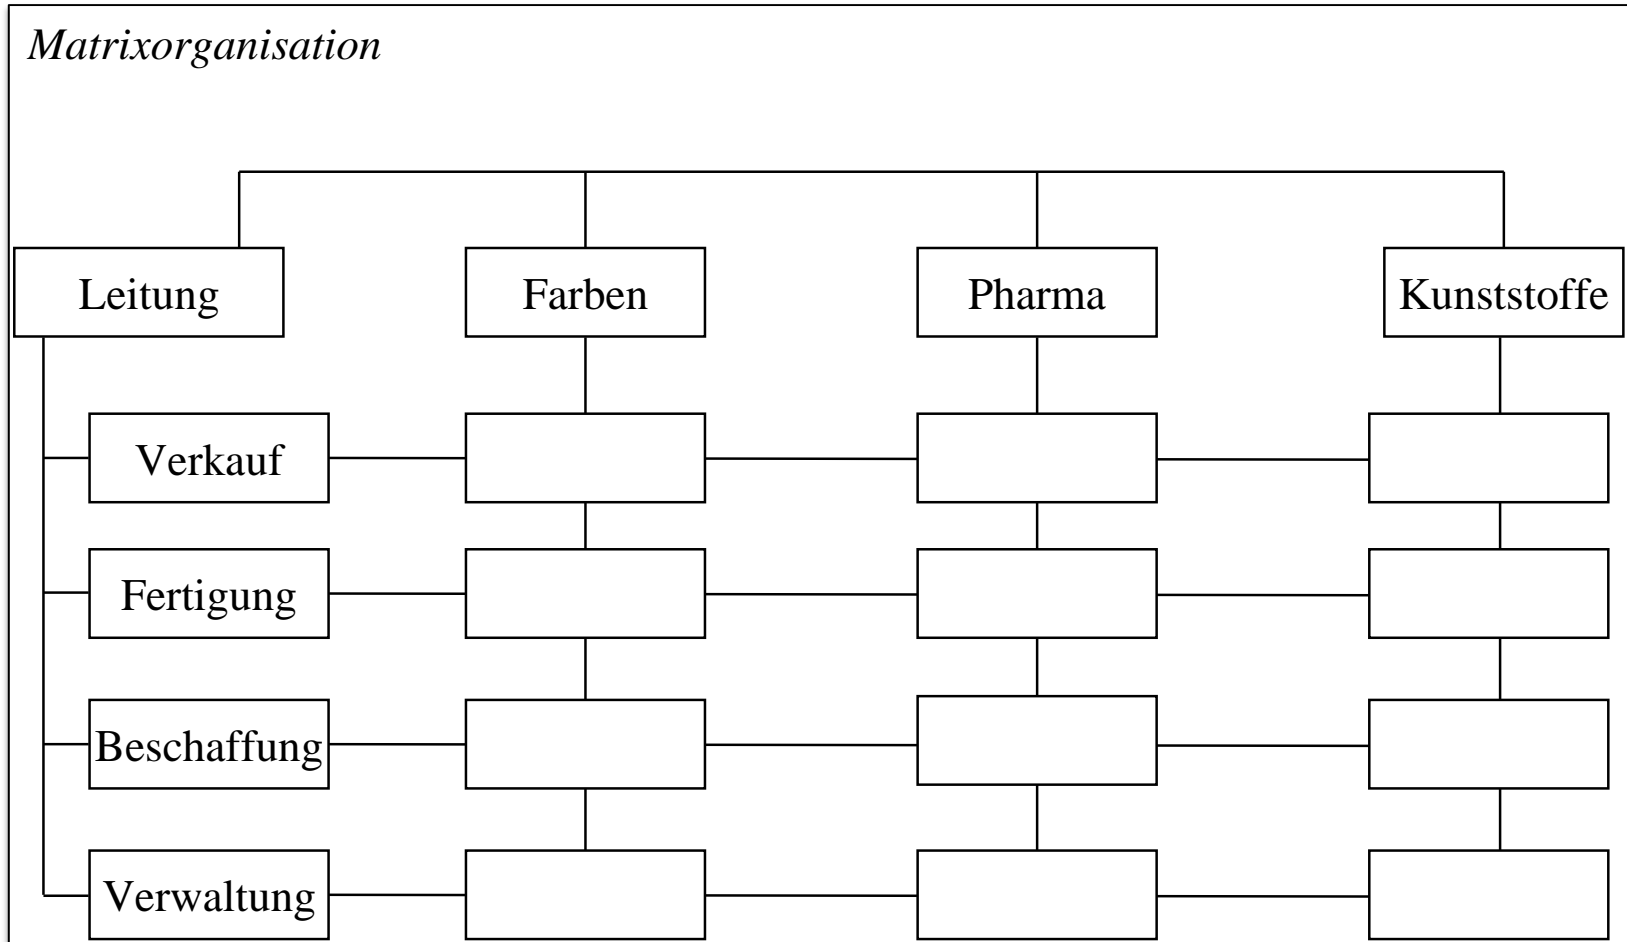 Matrixorganisation
Leitung
Farben
Pharma
Kunststoffe
Verkauf
Fertigung
Beschaffung
Verwaltung